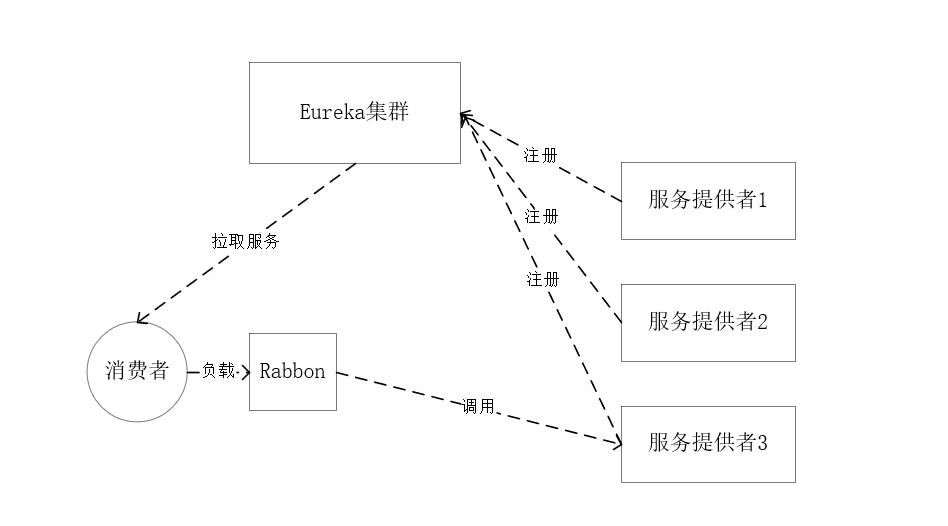 Eureka集群
注册
服务提供者1
注册
拉取服务
注册
服务提供者2
消费者
负载
Rabbon
调用
服务提供者3